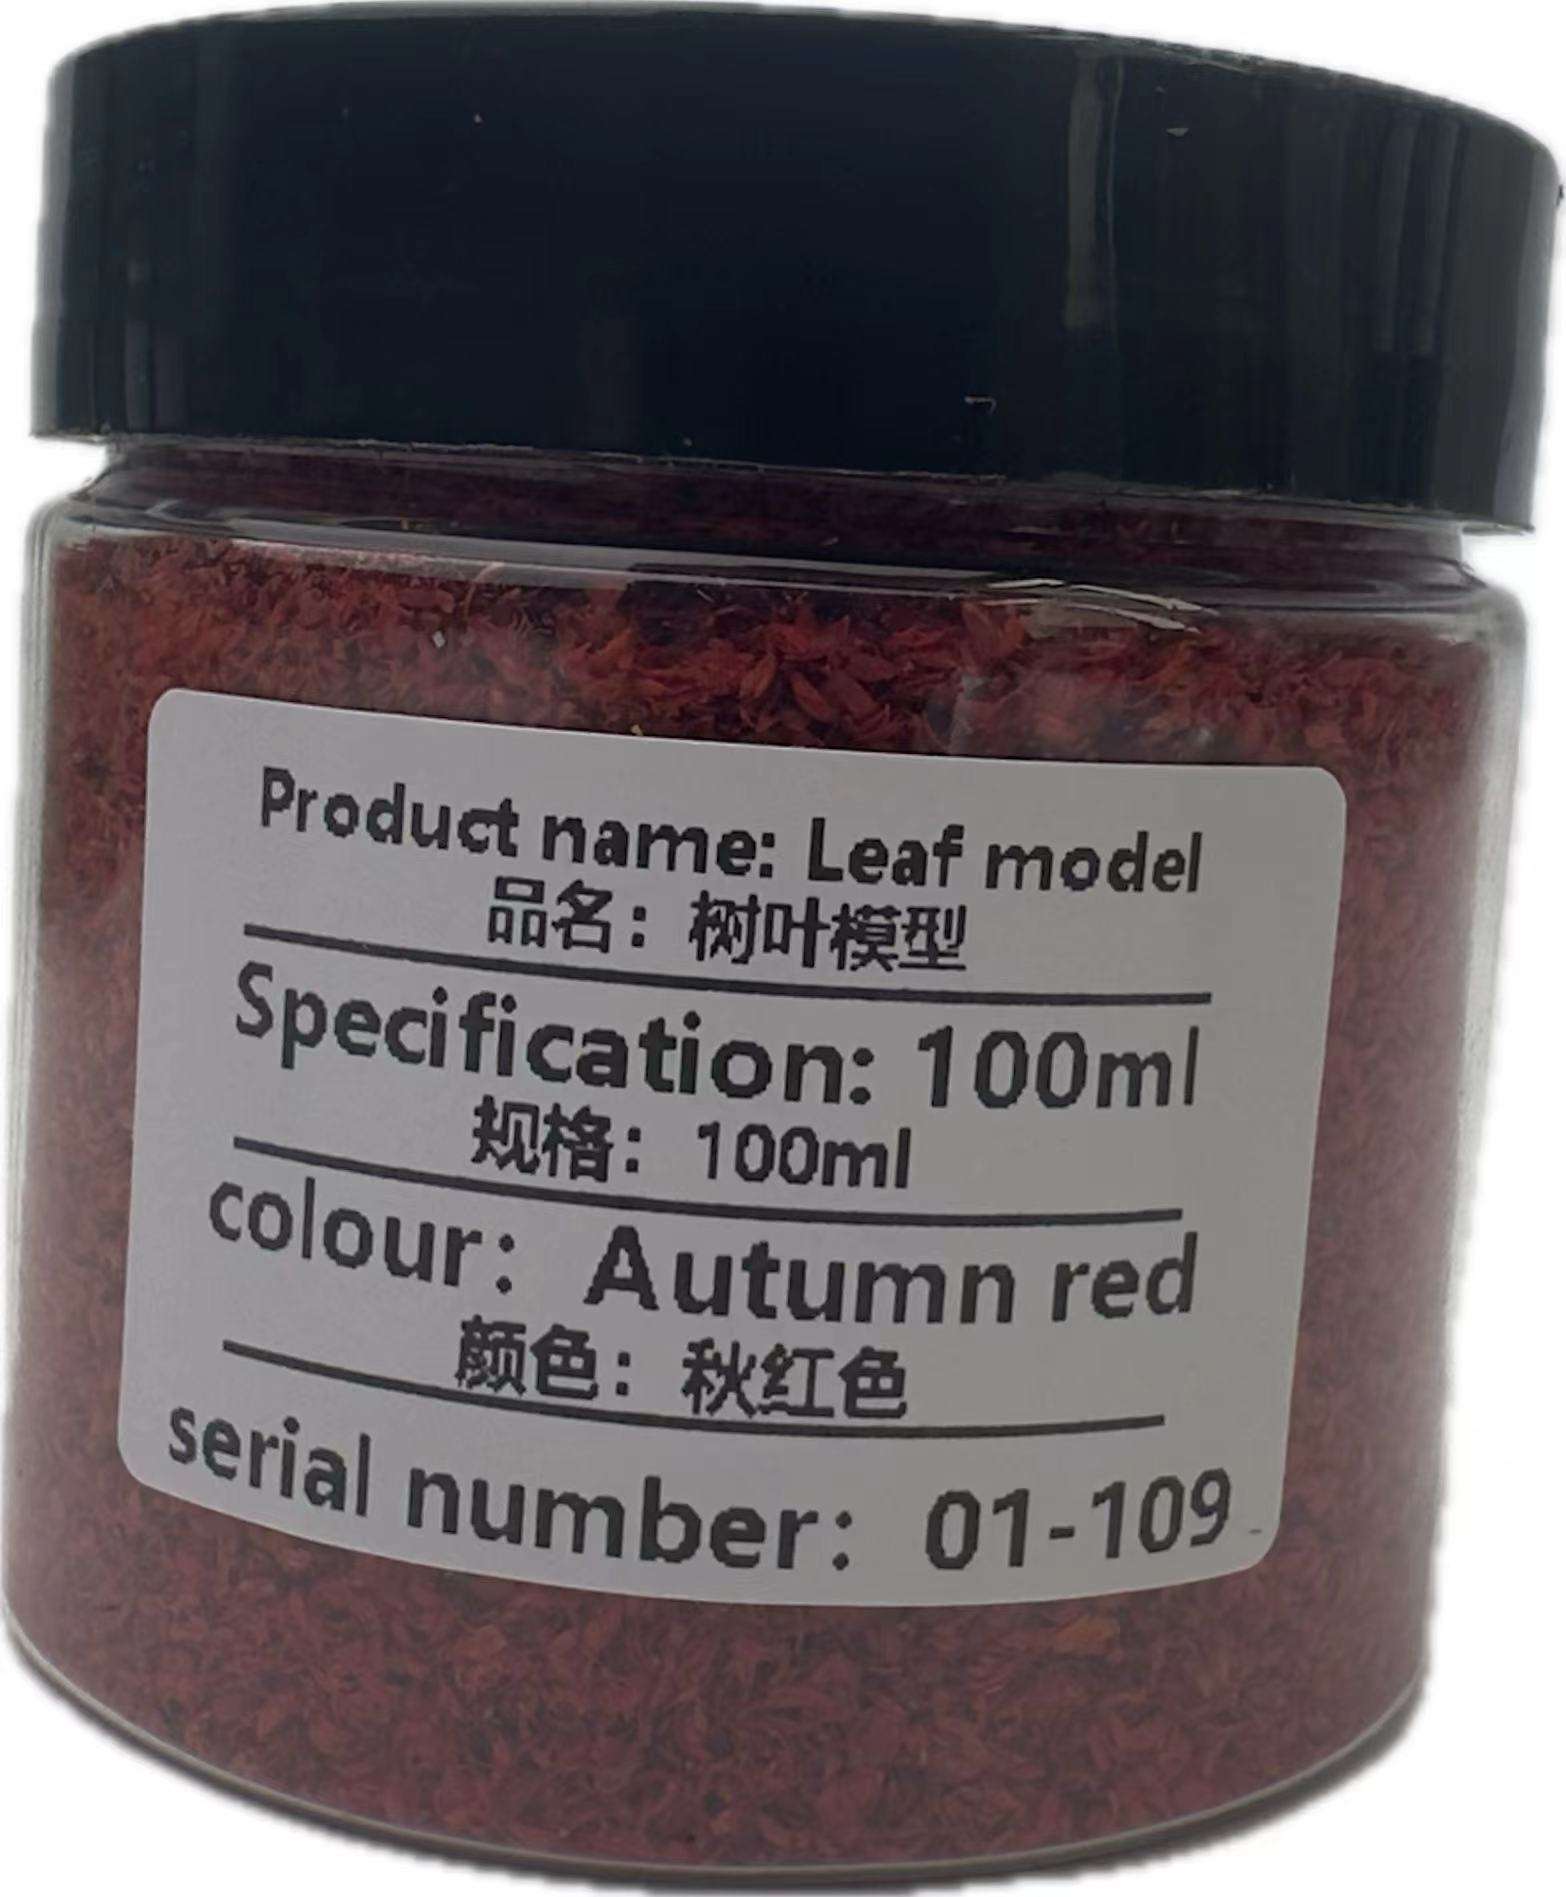 Product name: Leaf model
品名：树叶模型
Specification: 100ml
规格：100ml
colour：Autumn red
颜色：秋红色
serial number：01-109